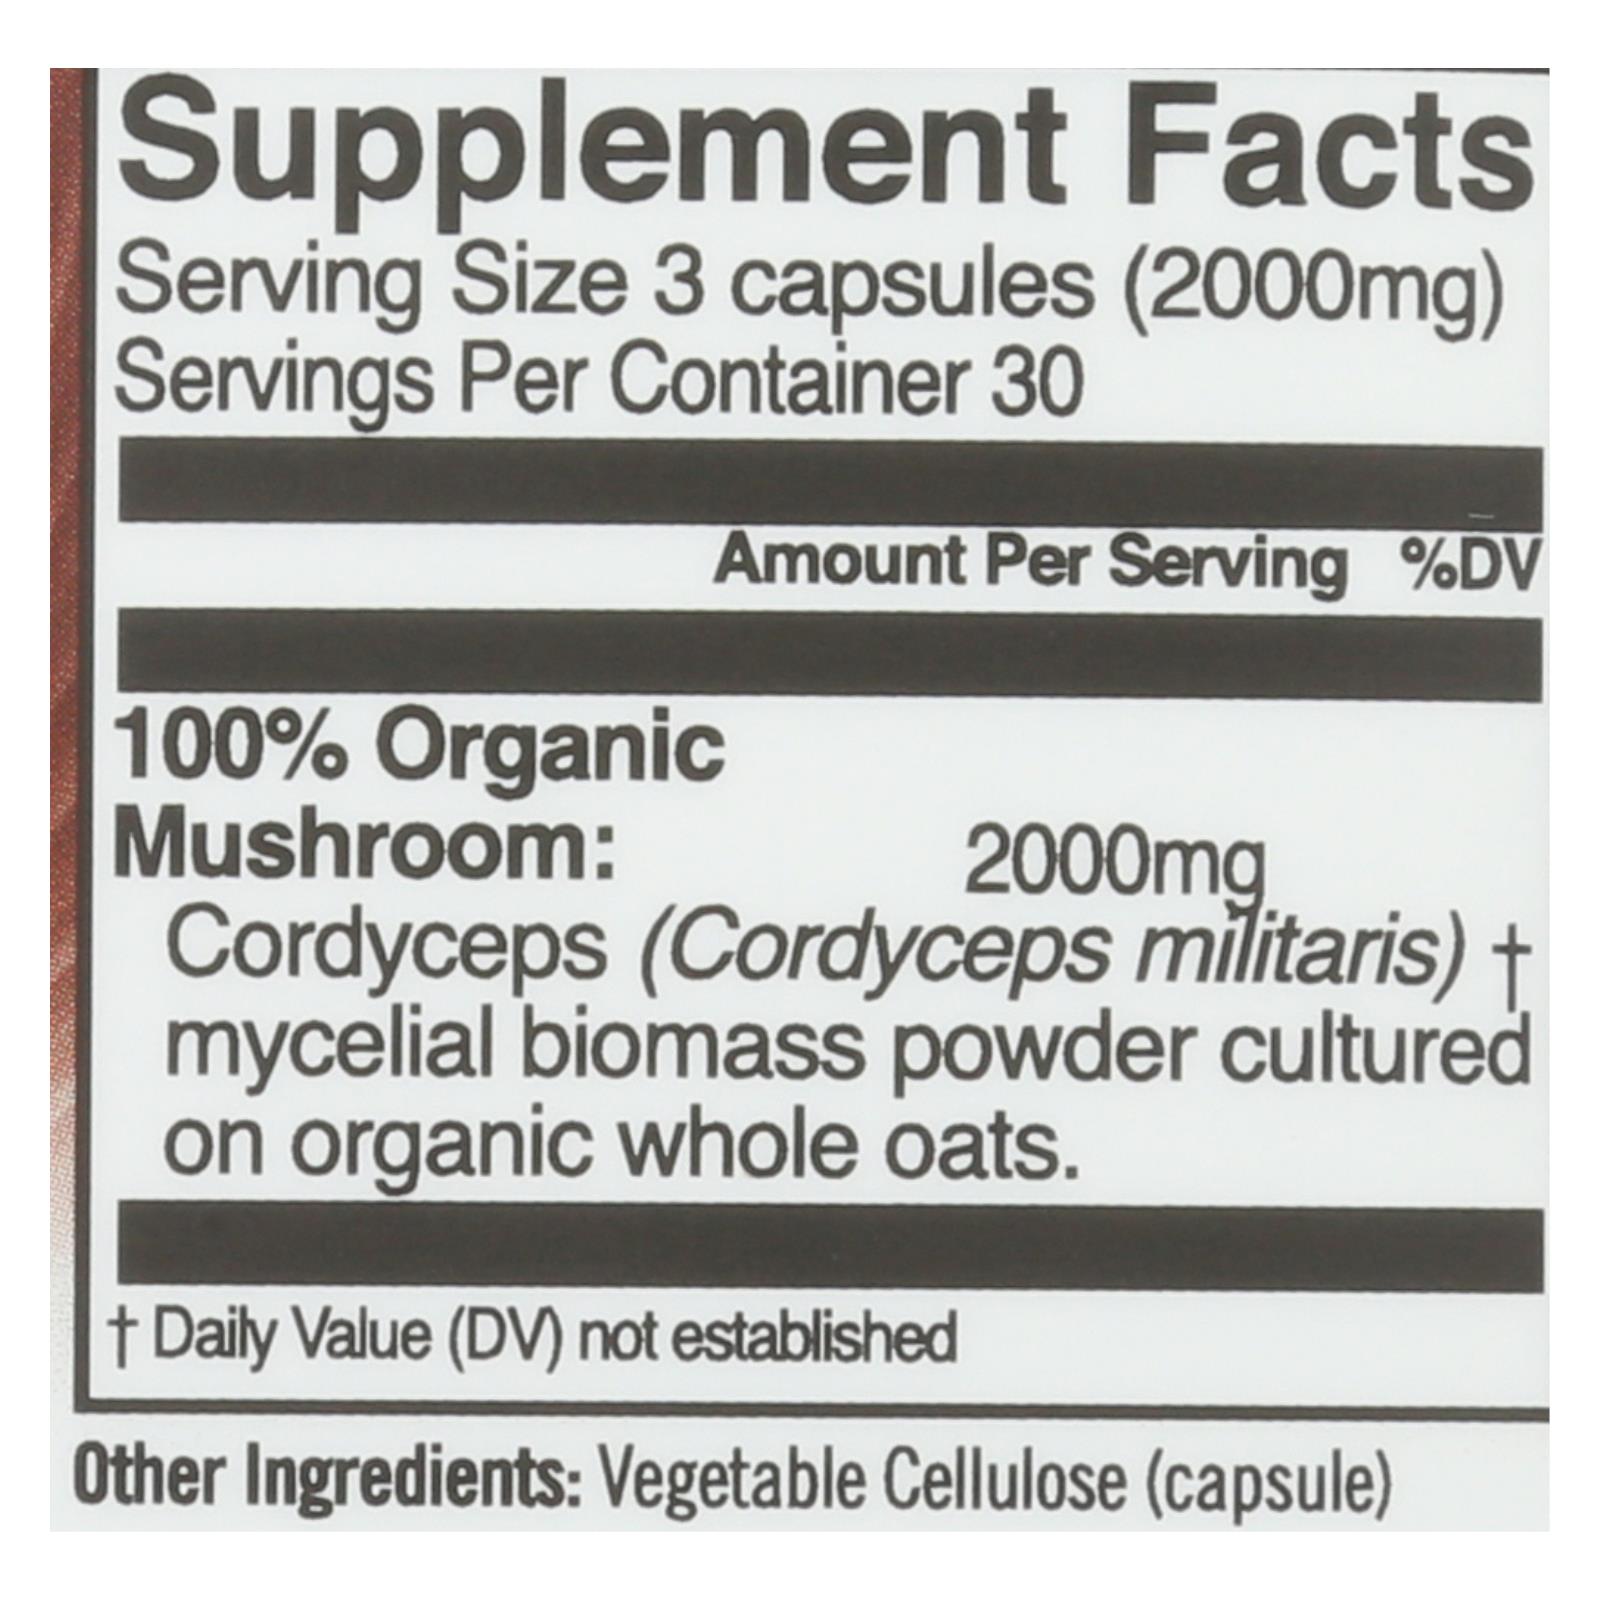 Supplement Facts
Serving Size 3 capsules (2000mg)
Servings Per Container 30
Amount Per Serving %DV
100% Organic
Mushroom: 2000mg
Cordyceps (Cordyceps militaris) †
mycelial biomass powder cultured
on organic whole oats.
† Daily Value (DV) not established
Other Ingredients: Vegetable Cellulose (capsule)